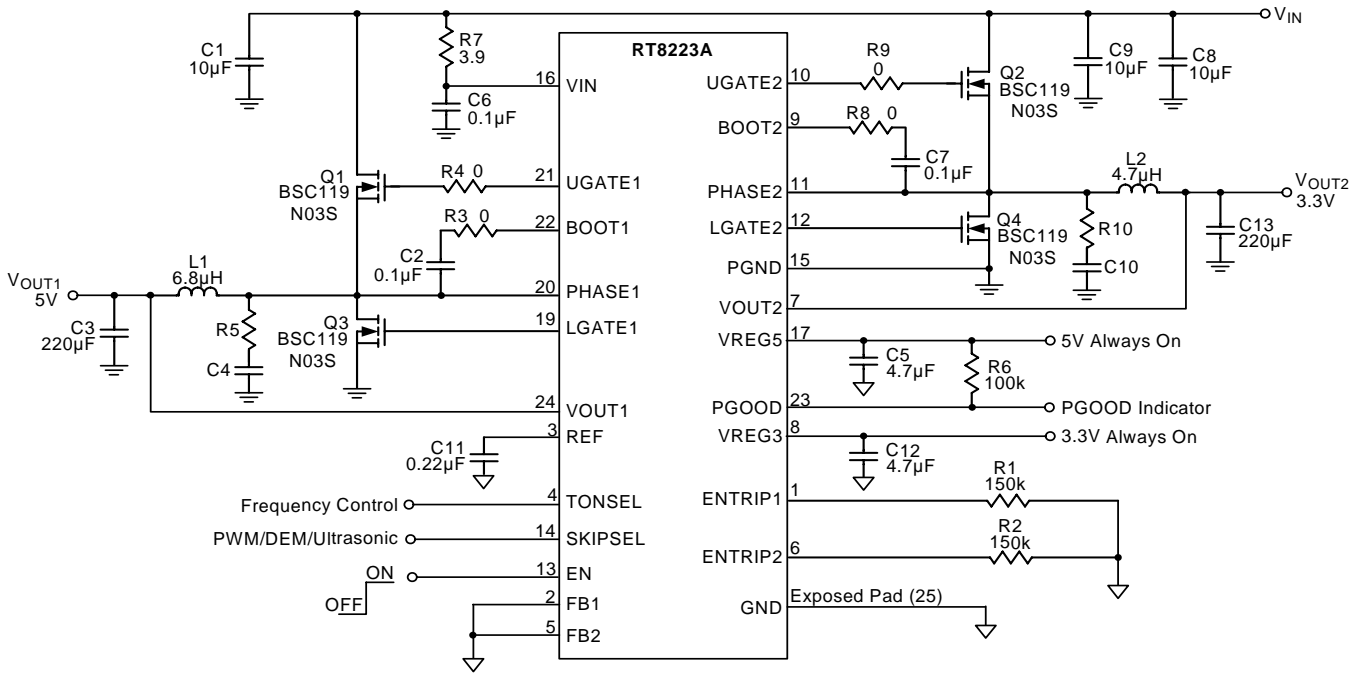 VIN
C1
10µF
R7
3.9
16
VIN
C6
0.1µF
RT8223A
UGATE2
10
R9
0
Q2
BSC119
N03S
C9
10µF
C8
10µF
BOOT2
9
R8 0
C7
0.1µF
Q1
BSC119
N03S
R4 0
21
UGATE1
PHASE2
11
L2
4.7µH
VOUT2
3.3V
R3 0
22
BOOT1
C2
0.1µF
LGATE2
12
Q4
BSC119
N03S
R10
C10
C13
220µF
VOUT1
5V
L1
6.8µH
20
PHASE1
PGND
15
C3
220µF
R5
C4
Q3
BSC119
N03S
19
LGATE1
VOUT2
7
VREG5
17
5V Always On
C5
4.7µF
R6
100k
24
VOUT1
PGOOD
23
PGOOD Indicator
3
REF
C11
0.22µF
VREG3
8
3.3V Always On
C12
4.7µF
Frequency Control
4
TONSEL
ENTRIP1
1
R1
150k
PWM/DEM/Ultrasonic
14
SKIPSEL
ENTRIP2
6
R2
150k
ON
OFF
13
EN
2
FB1
GND
Exposed Pad (25)
5
FB2